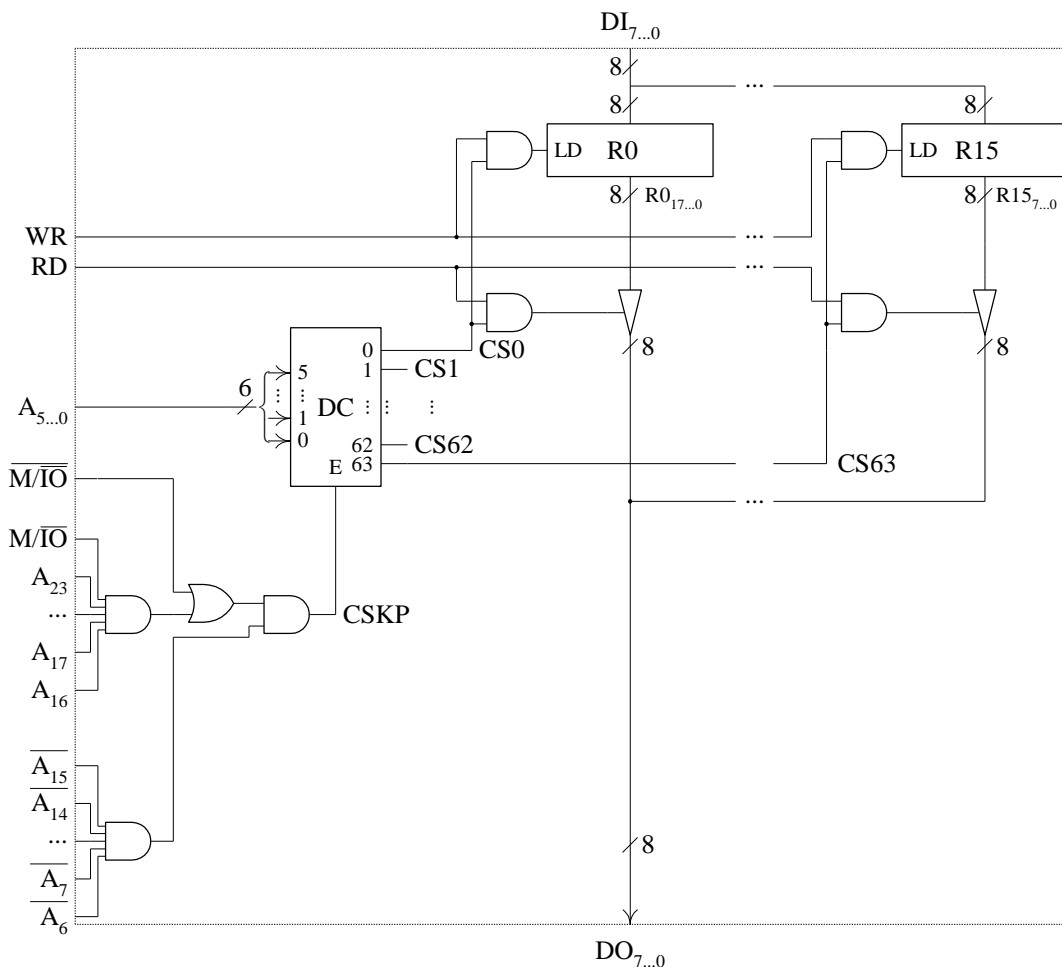 DI7...0
8
8 ... 8
LD R0 LD R15
8 R017...0 8 R157...0
WR ...
RD ...
0 CS0 8 8
5 1 CS1
6 ... ... DC ... ... ...
A5...0 1
0 62 CS62
E 63 CS63
M/IO ... ...
M/IO
A23
... CSKP
A17
A16
A15
A14
... 8
A7
A6
DO7...0